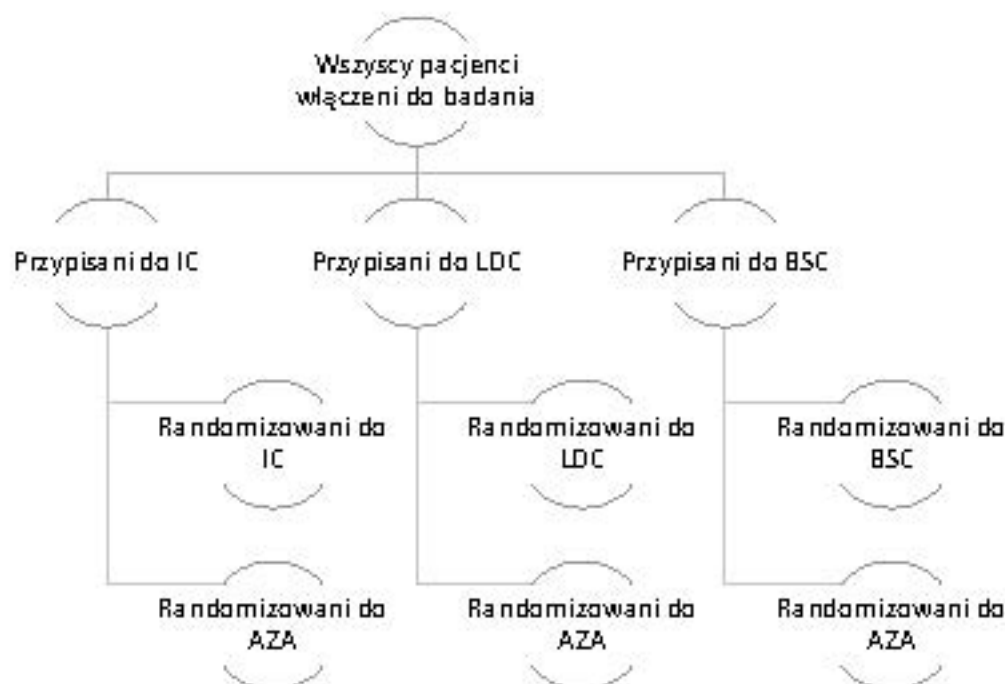 Wszyscy pacjenci
włączeni do badania
Przypisani do IC
Przypisani do LDC
Przypisani do BSC
Randomizowani do
IC
Randomizowani do
LDC
Randomizowani do
BSC
Randomizowani do
AZA
Randomizowani do
AZA
Randomizowani do
AZA